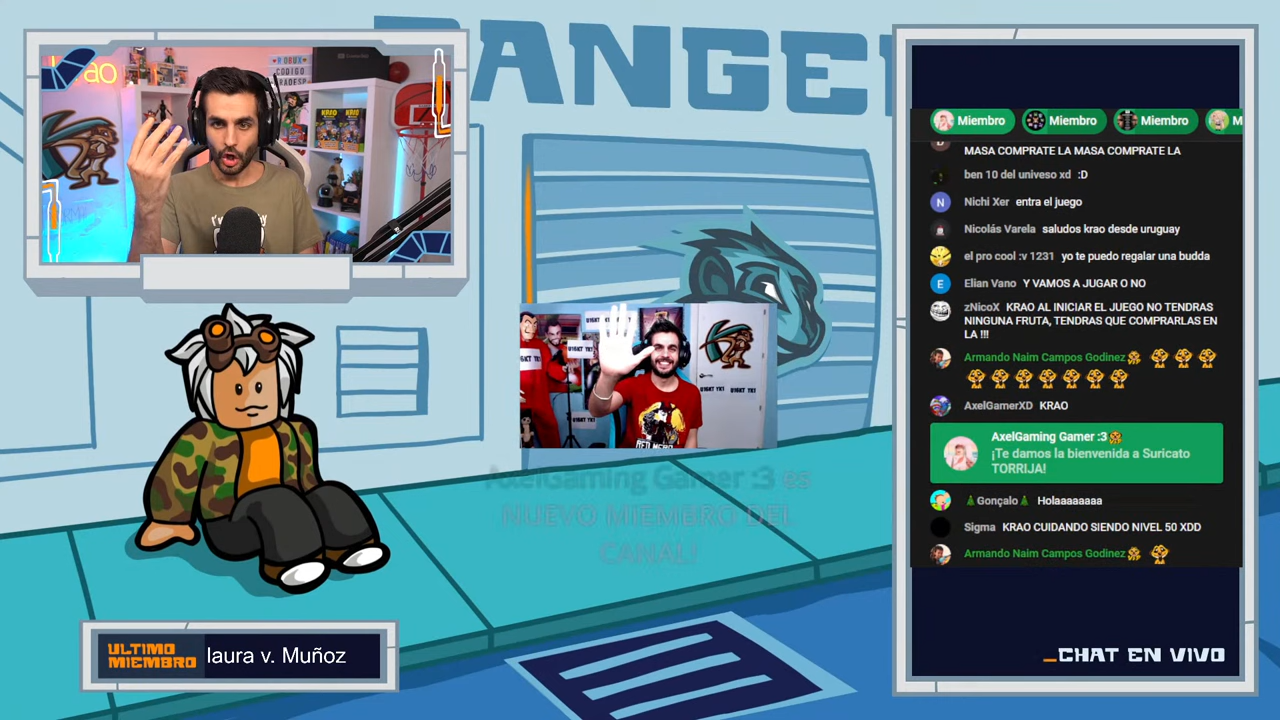 ANGE
Krao
ROBUX
CODIGO
KRAO
KRAO
AxelGaming Gamer :3 es
NUEVO MIEMBRO DEL
CANAL!
ULTIMO
MIEMBRO
laura v. Muñoz
Miembro
Miembro
Miembro
M
MASA COMPRATE LA MASA COMPRATE LA
ben 10 del univeso xd :D
Nichi Xer entra el juego
Nicolás Varela saludos krao desde uruguay
el pro cool :v 1231 yo te puedo regalar una budda
Elian Vano Y VAMOS A JUGAR O NO
zNicoX KRAO AL INICIAR EL JUEGO NO TENDRAS
NINGUNA FRUTA, TENDRAS QUE COMPRARLAS EN
LA !!!
Armando Naim Campos Godinez
AxelGamerXD KRAO
AxelGaming Gamer :3
¡Te damos la bienvenida a Suricato
TORRIJA!
Gonçalo Holaaaaaaaa
Sigma KRAO CUIDANDO SIENDO NIVEL 50 XDD
Armando Naim Campos Godinez
_CHAT EN VIVO